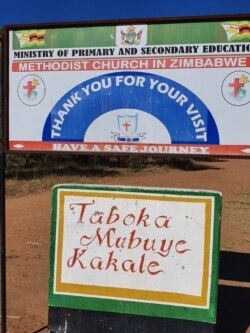 MINISTRY OF PRIMARY AND SECONDARY EDUCATION
METHODIST CHURCH IN ZIMBABWE
THANK YOU FOR YOUR VISIT
HAVE A SAFE JOURNEY
Taboka
Mubuye
Kakale